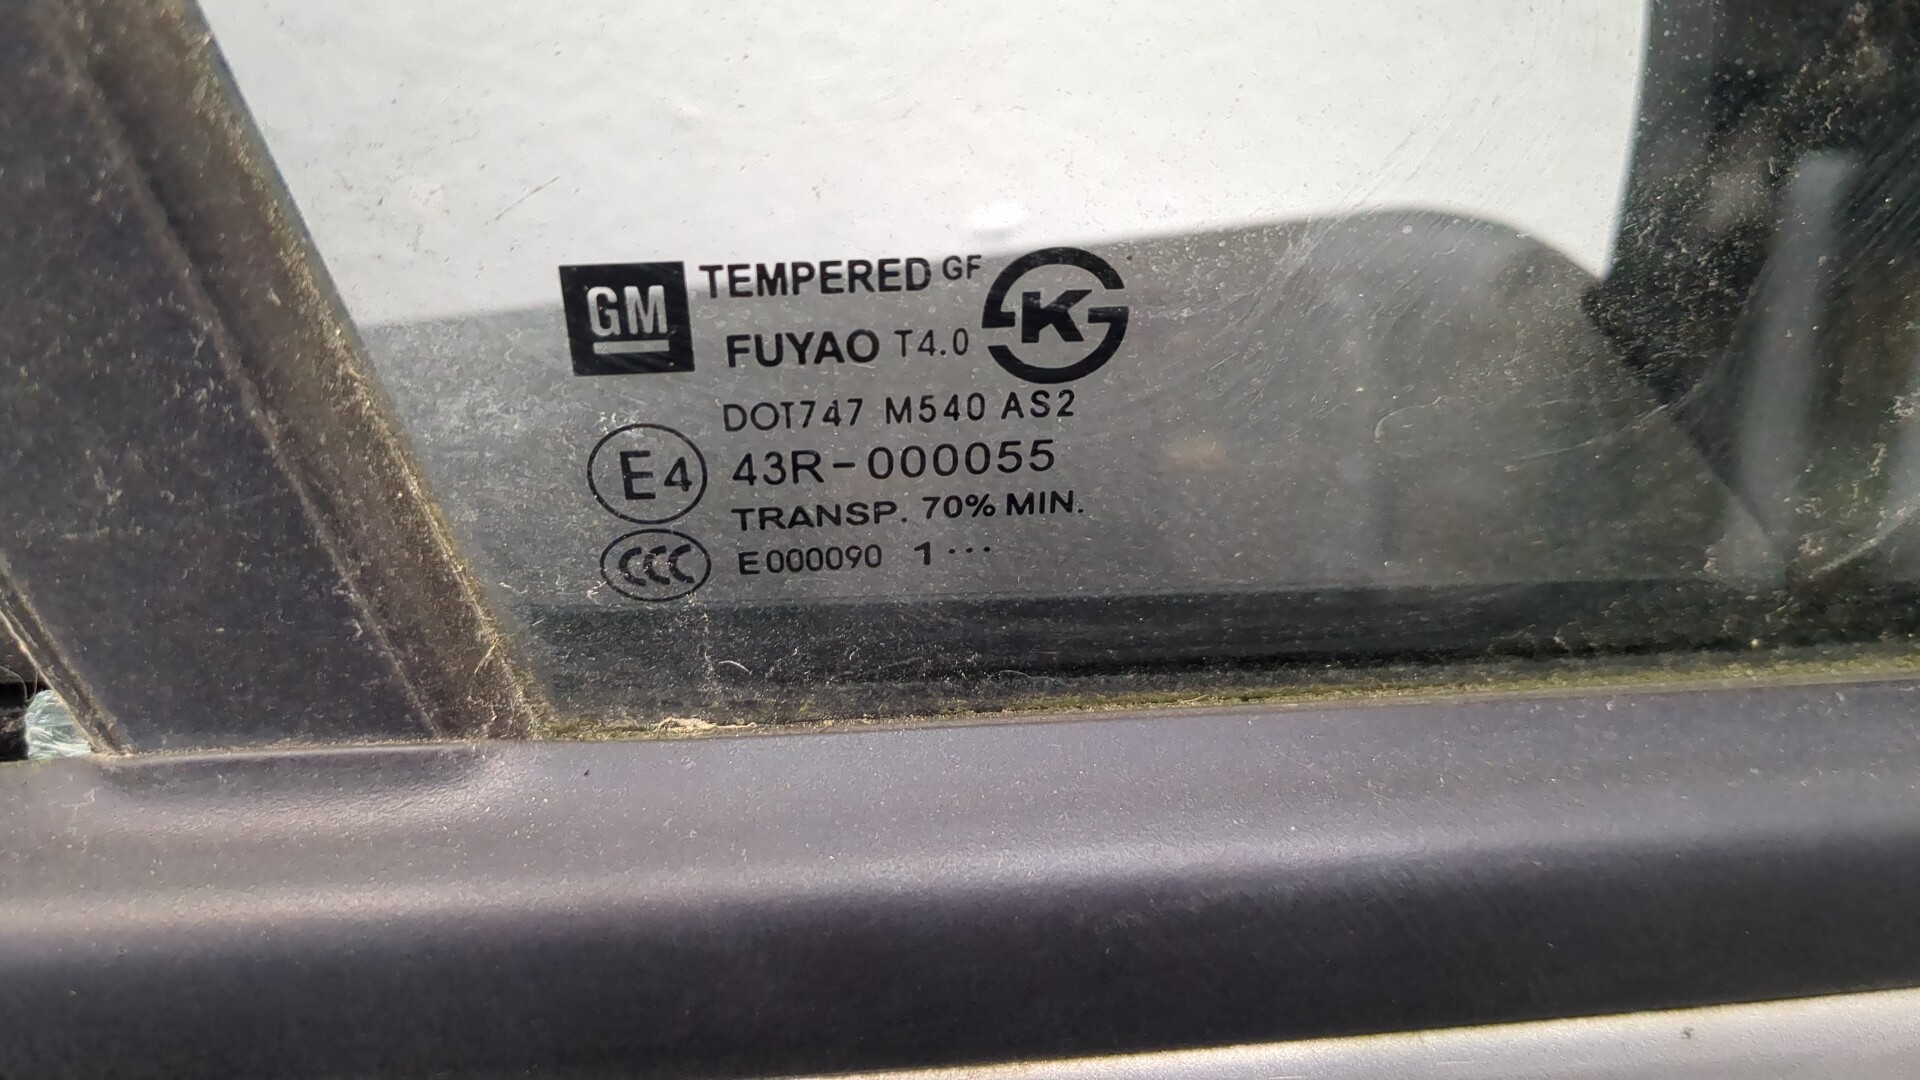 GM TEMPERED GF
FUYAO T4.0 K
DOT747 M540 AS2
E4 43R-000055
TRANSP. 70% MIN.
CCC E000090 1···